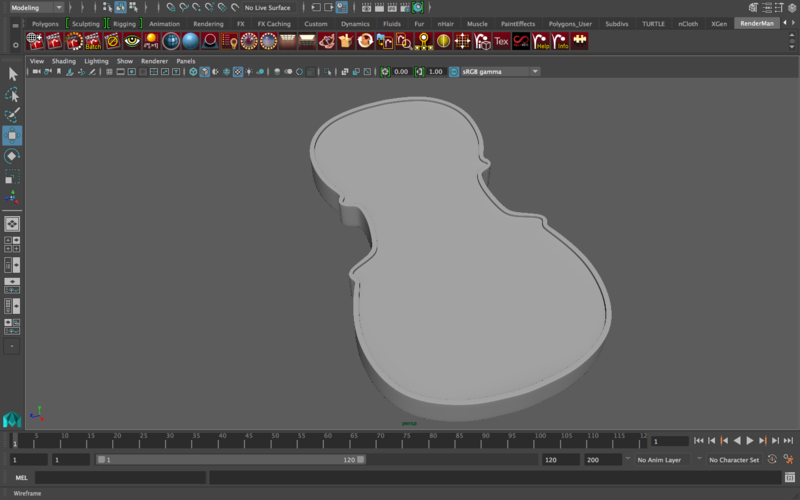 Modeling No Live Surface
Polygons Sculpting Rigging Animation Rendering FX FX Caching Custom Dynamics Fluids Fur nHair Muscle PaintEffects Polygons_User Subdivs TURTLE nCloth XGen RenderMan
Batch Tex Help Info
View Shading Lighting Show Renderer Panels
0.00 1.00 sRGB gamma
persp
1 5 10 15 20 25 30 35 40 45 50 55 60 65 70 75 80 85 90 95 100 105 110 115 12 1
1 1 1 120 120 200 No Anim Layer No Character Set
MEL
Wireframe